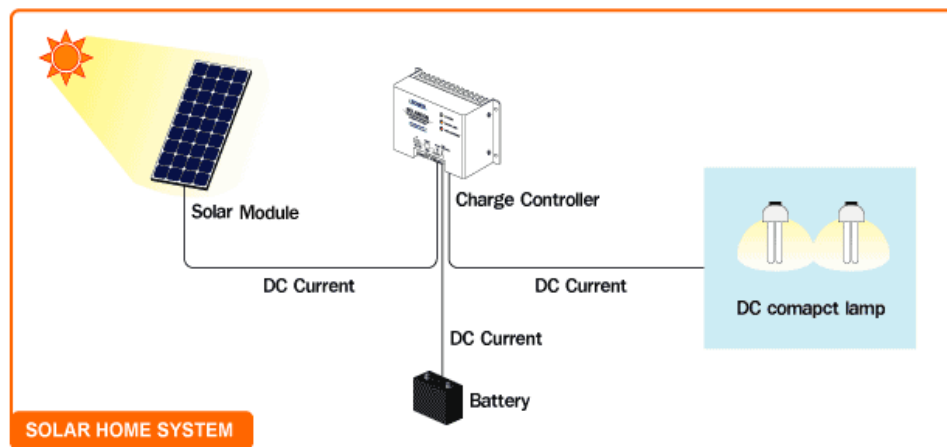 Solar Module
Charge Controller
DC Current
DC Current
DC comapct lamp
DC Current
Battery
SOLAR HOME SYSTEM